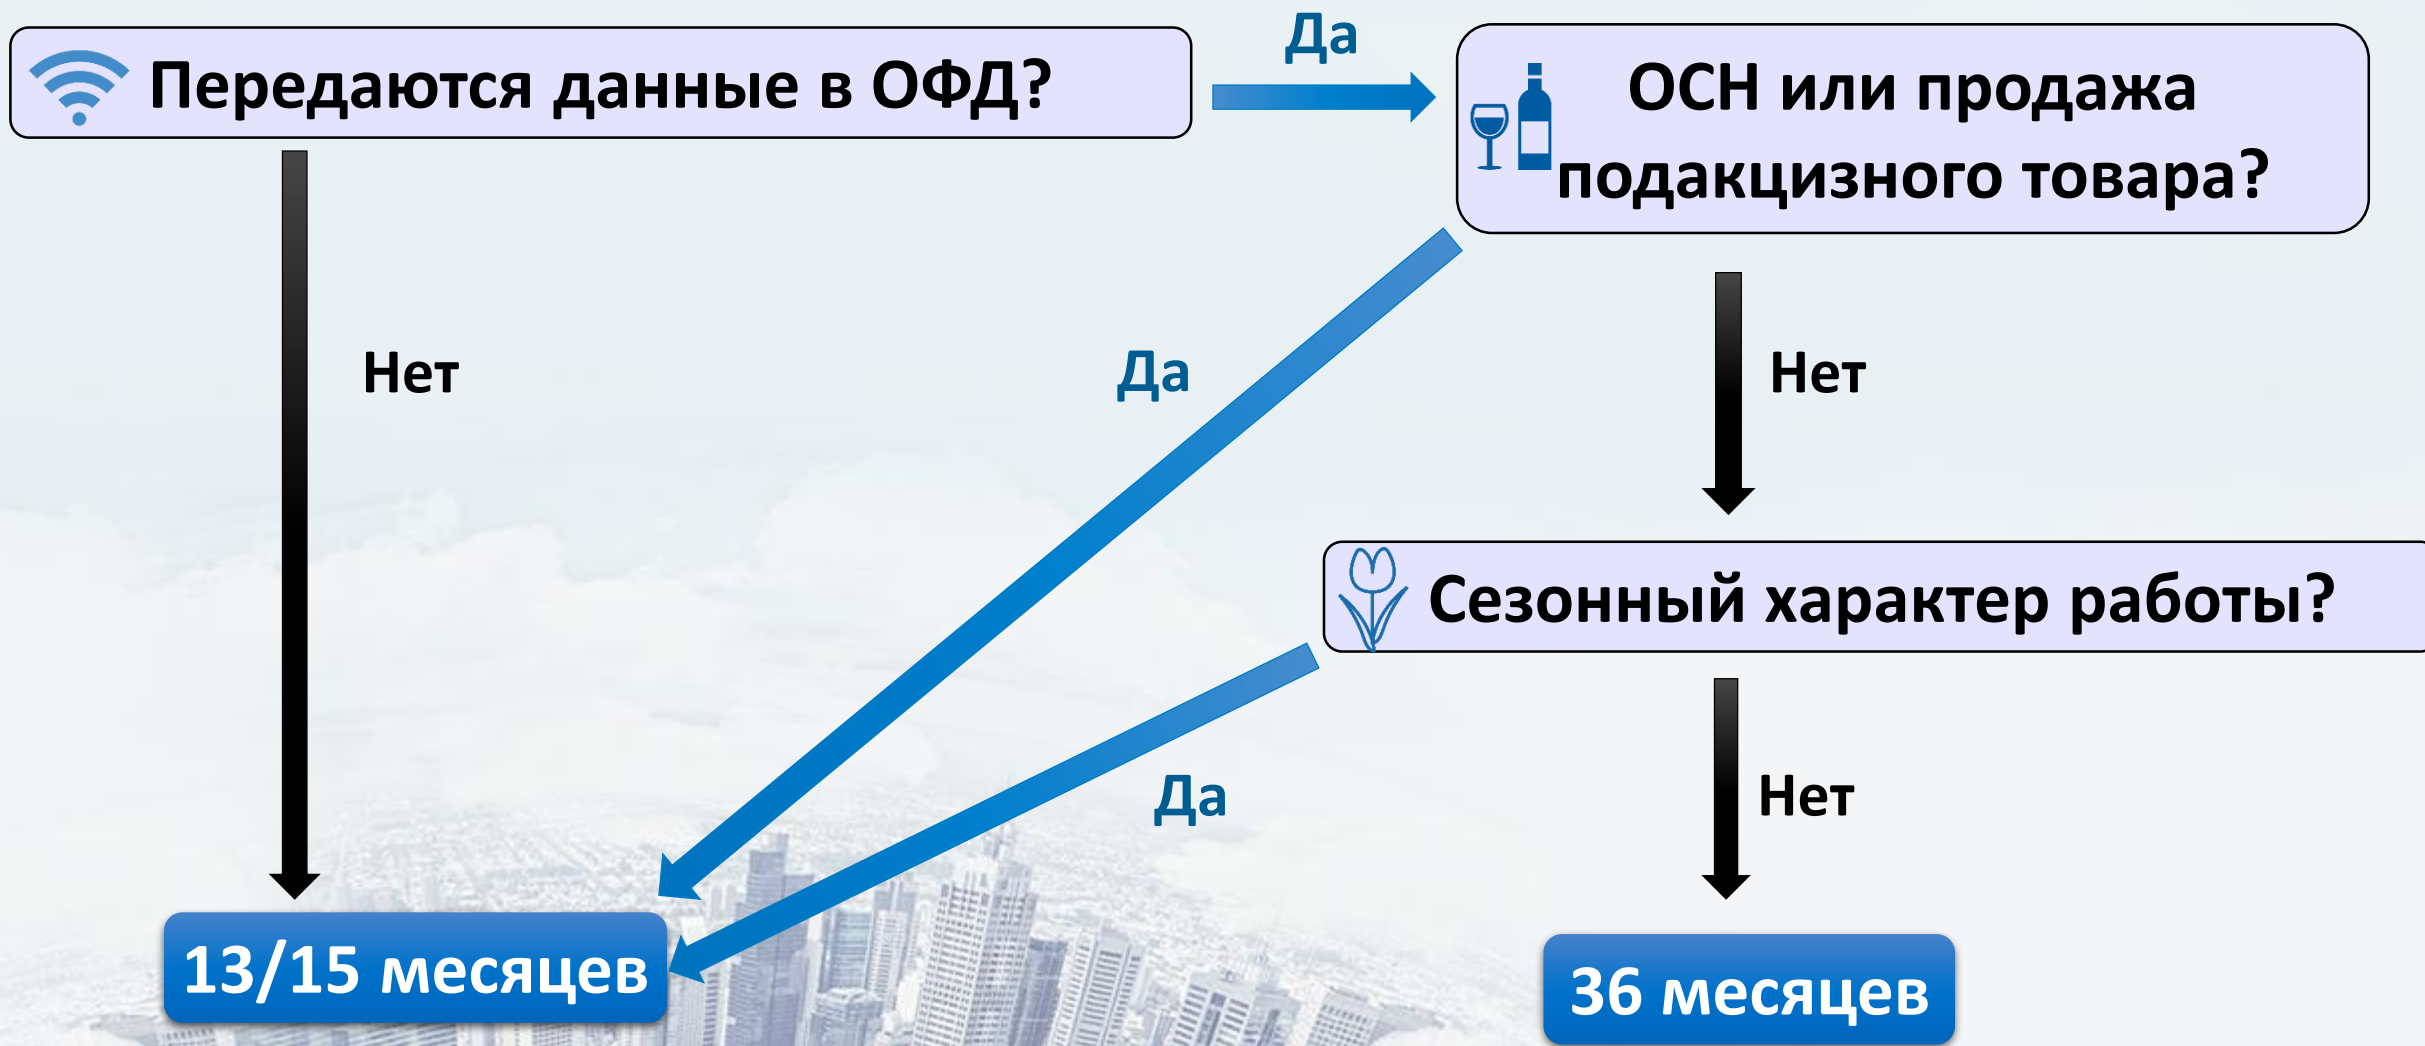 Передаются данные в ОФД?
Да
ОСН или продажа
подакцизного товара?
Нет
Да
Нет
Сезонный характер работы?
Да
Нет
13/15 месяцев
36 месяцев